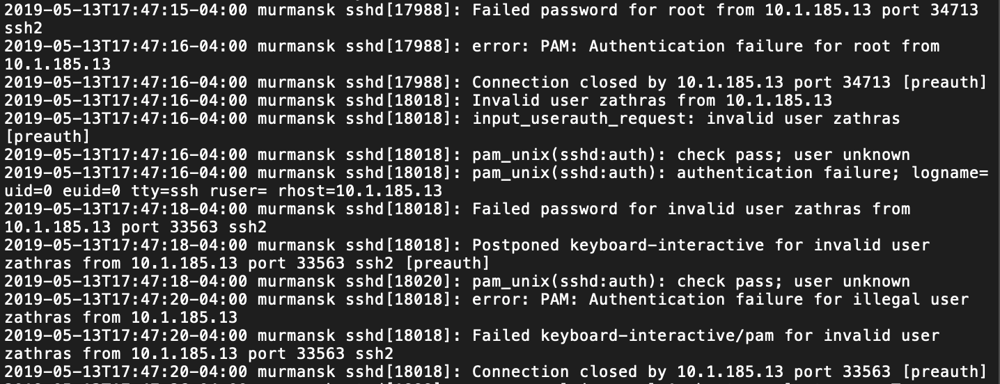 2019-05-13T17:47:15-04:00 murmansk sshd[17988]: Failed password for root from 10.1.185.13 port 34713
ssh2
2019-05-13T17:47:16-04:00 murmansk sshd[17988]: error: PAM: Authentication failure for root from
10.1.185.13
2019-05-13T17:47:16-04:00 murmansk sshd[17988]: Connection closed by 10.1.185.13 port 34713 [preauth]
2019-05-13T17:47:16-04:00 murmansk sshd[18018]: Invalid user zathras from 10.1.185.13
2019-05-13T17:47:16-04:00 murmansk sshd[18018]: input_userauth_request: invalid user zathras
[preauth]
2019-05-13T17:47:16-04:00 murmansk sshd[18018]: pam_unix(sshd:auth): check pass; user unknown
2019-05-13T17:47:16-04:00 murmansk sshd[18018]: pam_unix(sshd:auth): authentication failure; logname=
uid=0 euid=0 tty=ssh ruser= rhost=10.1.185.13
2019-05-13T17:47:18-04:00 murmansk sshd[18018]: Failed password for invalid user zathras from
10.1.185.13 port 33563 ssh2
2019-05-13T17:47:18-04:00 murmansk sshd[18018]: Postponed keyboard-interactive for invalid user
zathras from 10.1.185.13 port 33563 ssh2 [preauth]
2019-05-13T17:47:18-04:00 murmansk sshd[18020]: pam_unix(sshd:auth): check pass; user unknown
2019-05-13T17:47:20-04:00 murmansk sshd[18018]: error: PAM: Authentication failure for illegal user
zathras from 10.1.185.13
2019-05-13T17:47:20-04:00 murmansk sshd[18018]: Failed keyboard-interactive/pam for invalid user
zathras from 10.1.185.13 port 33563 ssh2
2019-05-13T17:47:20-04:00 murmansk sshd[18018]: Connection closed by 10.1.185.13 port 33563 [preauth]